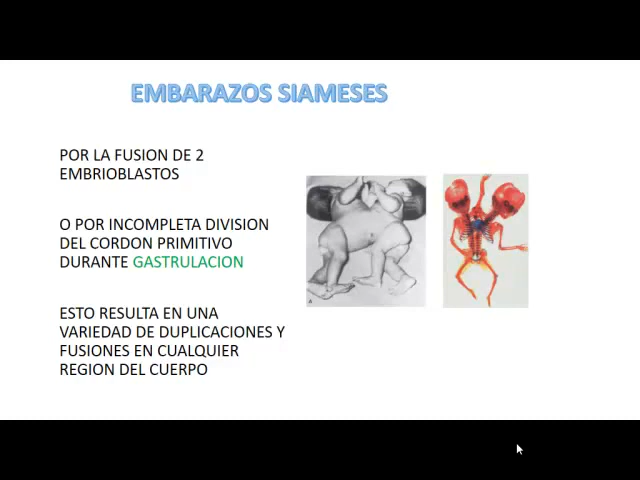 EMBARAZOS SIAMESES
POR LA FUSION DE 2
EMBRIOBLASTOS
O POR INCOMPLETA DIVISION
DEL CORDON PRIMITIVO
DURANTE GASTRULACION
ESTO RESULTA EN UNA
VARIEDAD DE DUPLICACIONES Y
FUSIONES EN CUALQUIER
REGION DEL CUERPO
A